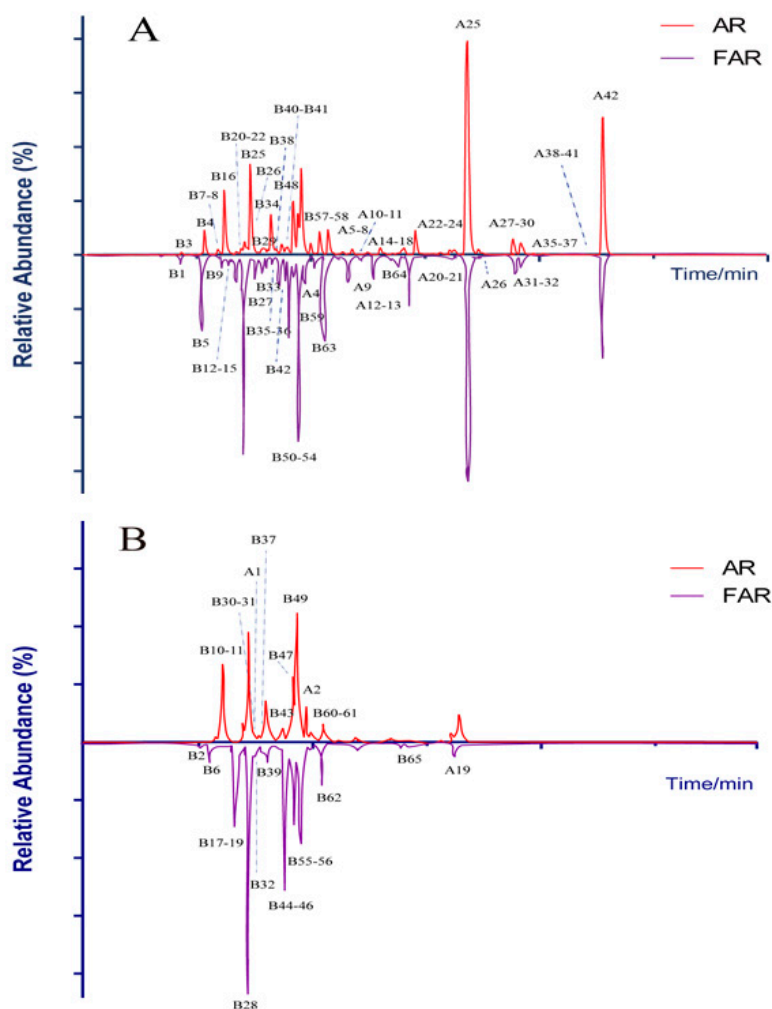 A
A25
AR
FAR
A42
B40-B41
B20-22
B38
B25
B26
B16
B48
B7-8
B34
B4
B57-58
A10-11
A5-8
A38-41
A22-24
A27-30
B3
B29
A14-18
A35-37
Time/min
B1
B9
B33
A4
B64
A20-21
B27
A9
A26
A31-32
B59
A12-13
B35-36
B5
B63
B12-15
B42
B50-54
Relative Abundance (%)
B
B37
AR
A1
FAR
B30-31
B49
B10-11
B47
A2
B43
B60-61
B2
B39
B65
B6
A19
Time/min
B62
B17-19
B55-56
B32
B44-46
B28
Relative Abundance (%)